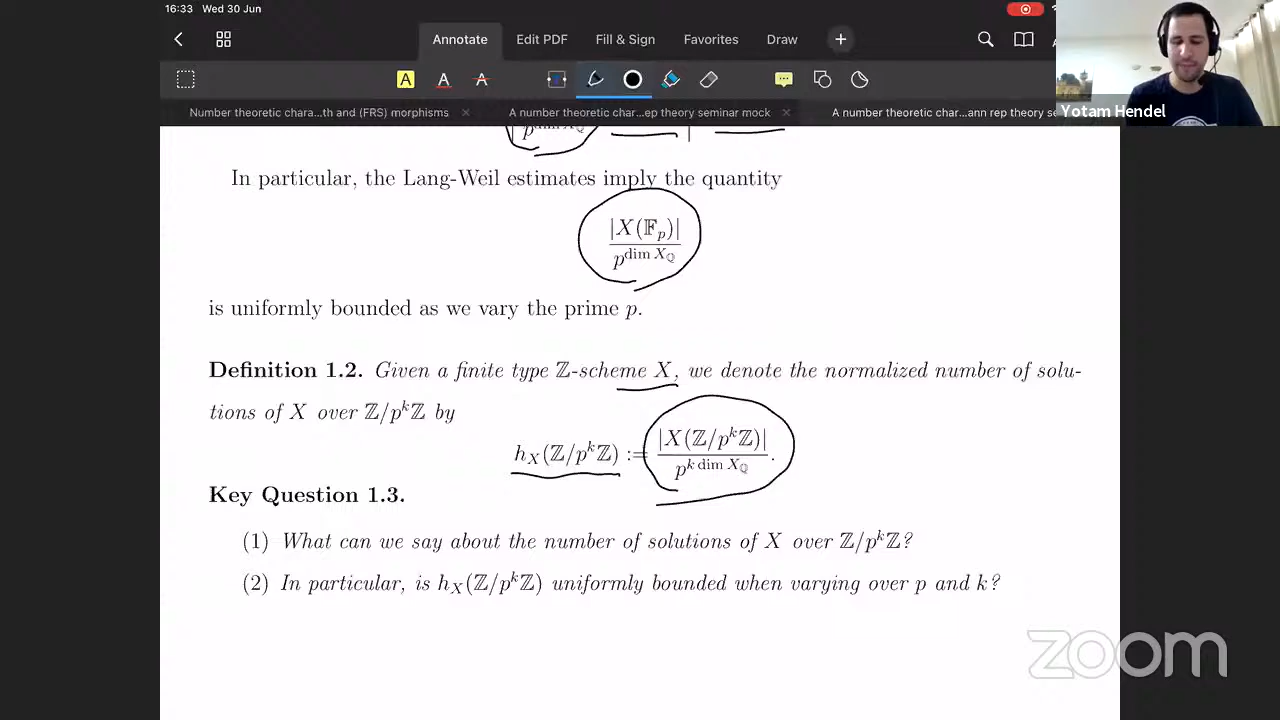 16:33 Wed 30 Jun
Annotate Edit PDF Fill & Sign Favorites Draw
A A A
Number theoretic chara...th and (FRS) morphisms × A number theoretic char...ep theory seminar mock × A number theoretic char...ann rep theory se
Yotam Hendel
p^{dim X_ℚ}
In particular, the Lang-Weil estimates imply the quantity
|X(𝔽_p)|
p^{dim X_ℚ}
is uniformly bounded as we vary the prime p.
Definition 1.2. Given a finite type ℤ-scheme X, we denote the normalized number of solu-
tions of X over ℤ/p^kℤ by
h_X(ℤ/p^kℤ) := |X(ℤ/p^kℤ)| / p^{k dim X_ℚ}.
Key Question 1.3.
(1) What can we say about the number of solutions of X over ℤ/p^kℤ?
(2) In particular, is h_X(ℤ/p^kℤ) uniformly bounded when varying over p and k?
zoom